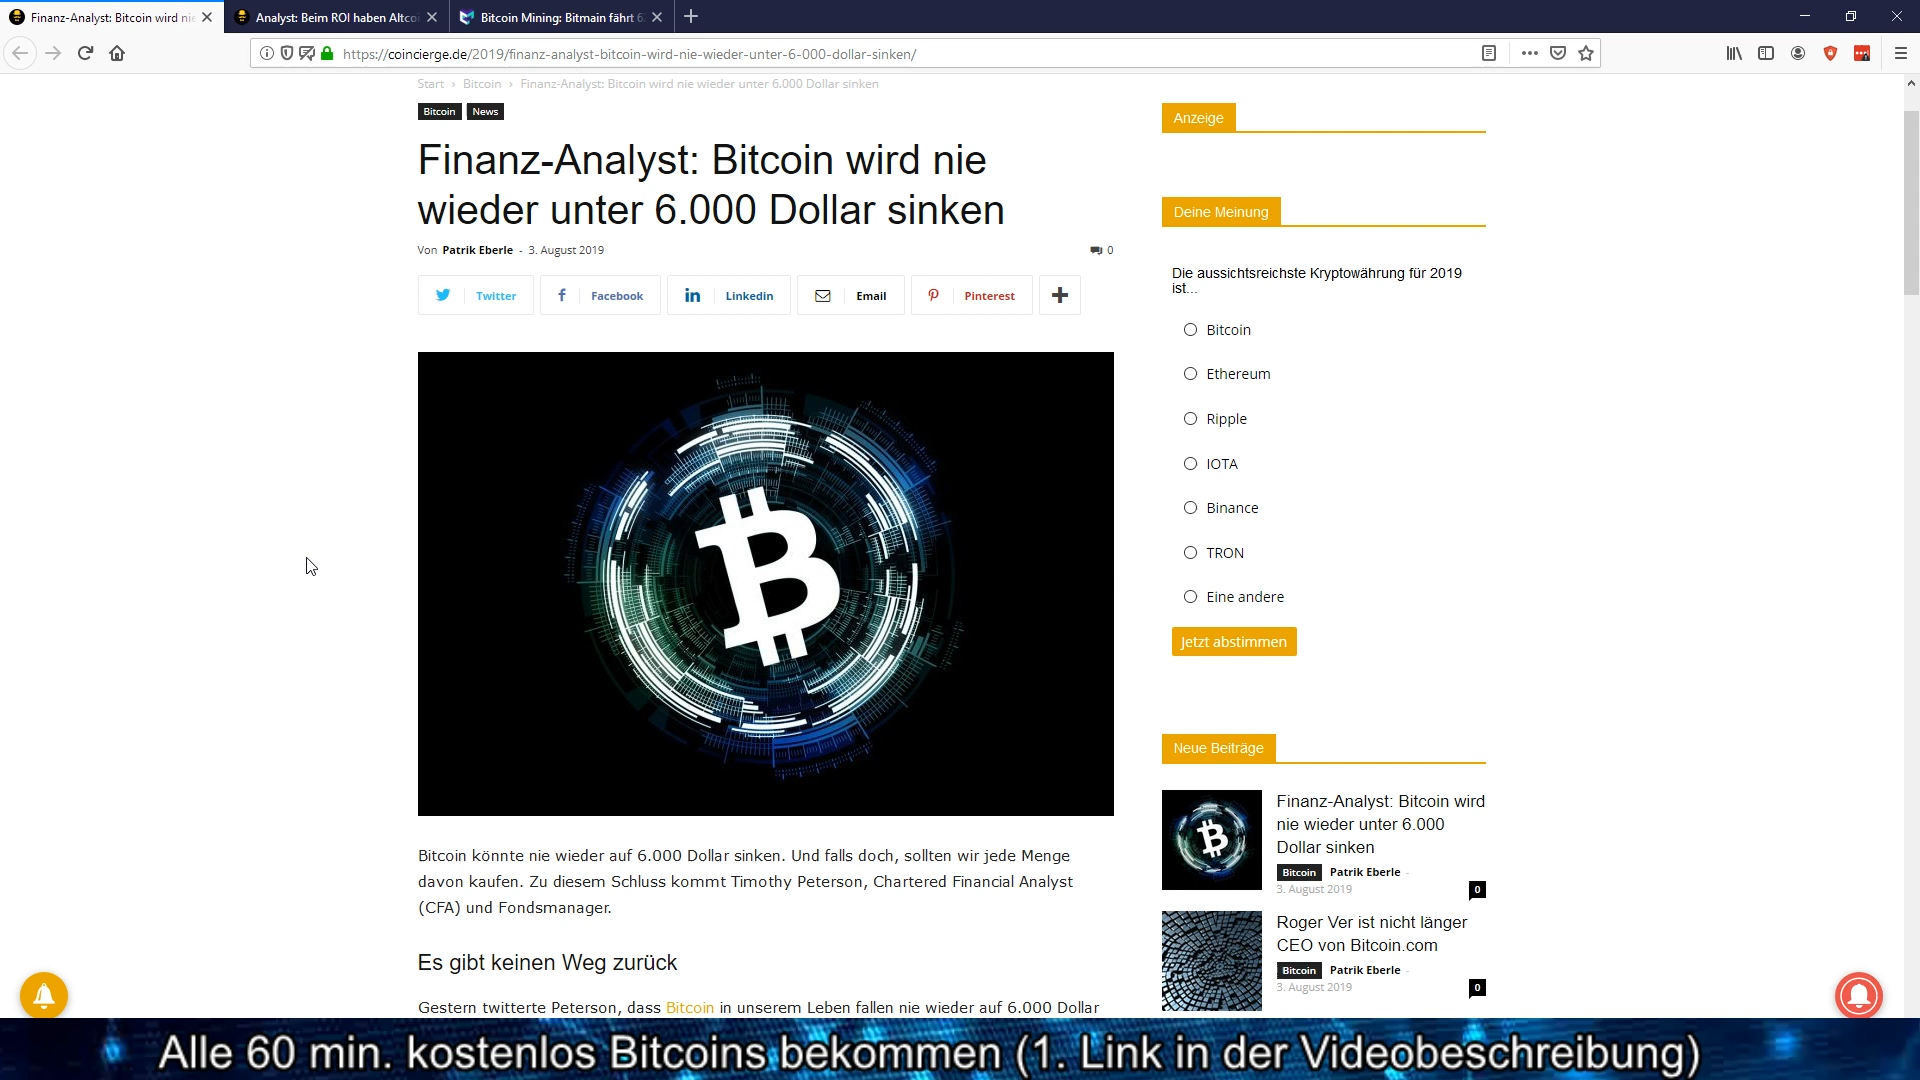 Finanz-Analyst: Bitcoin wird nie
Analyst: Beim ROI haben Altco
Bitcoin Mining: Bitmain fährt 6
https://coincierge.de/2019/finanz-analyst-bitcoin-wird-nie-wieder-unter-6-000-dollar-sinken/
Start › Bitcoin › Finanz-Analyst: Bitcoin wird nie wieder unter 6.000 Dollar sinken
Bitcoin News
Finanz-Analyst: Bitcoin wird nie
wieder unter 6.000 Dollar sinken
Von Patrik Eberle - 3. August 2019
0
Twitter
Facebook
Linkedin
Email
Pinterest
Bitcoin könnte nie wieder auf 6.000 Dollar sinken. Und falls doch, sollten wir jede Menge
davon kaufen. Zu diesem Schluss kommt Timothy Peterson, Chartered Financial Analyst
(CFA) und Fondsmanager.
Es gibt keinen Weg zurück
Gestern twitterte Peterson, dass Bitcoin in unserem Leben fallen nie wieder auf 6.000 Dollar
Anzeige
Deine Meinung
Die aussichtsreichste Kryptowährung für 2019
ist...
Bitcoin
Ethereum
Ripple
IOTA
Binance
TRON
Eine andere
Jetzt abstimmen
Neue Beiträge
Finanz-Analyst: Bitcoin wird
nie wieder unter 6.000
Dollar sinken
Bitcoin Patrik Eberle -
3. August 2019
0
Roger Ver ist nicht länger
CEO von Bitcoin.com
Bitcoin Patrik Eberle -
3. August 2019
0
Alle 60 min. kostenlos Bitcoins bekommen (1. Link in der Videobeschreibung)